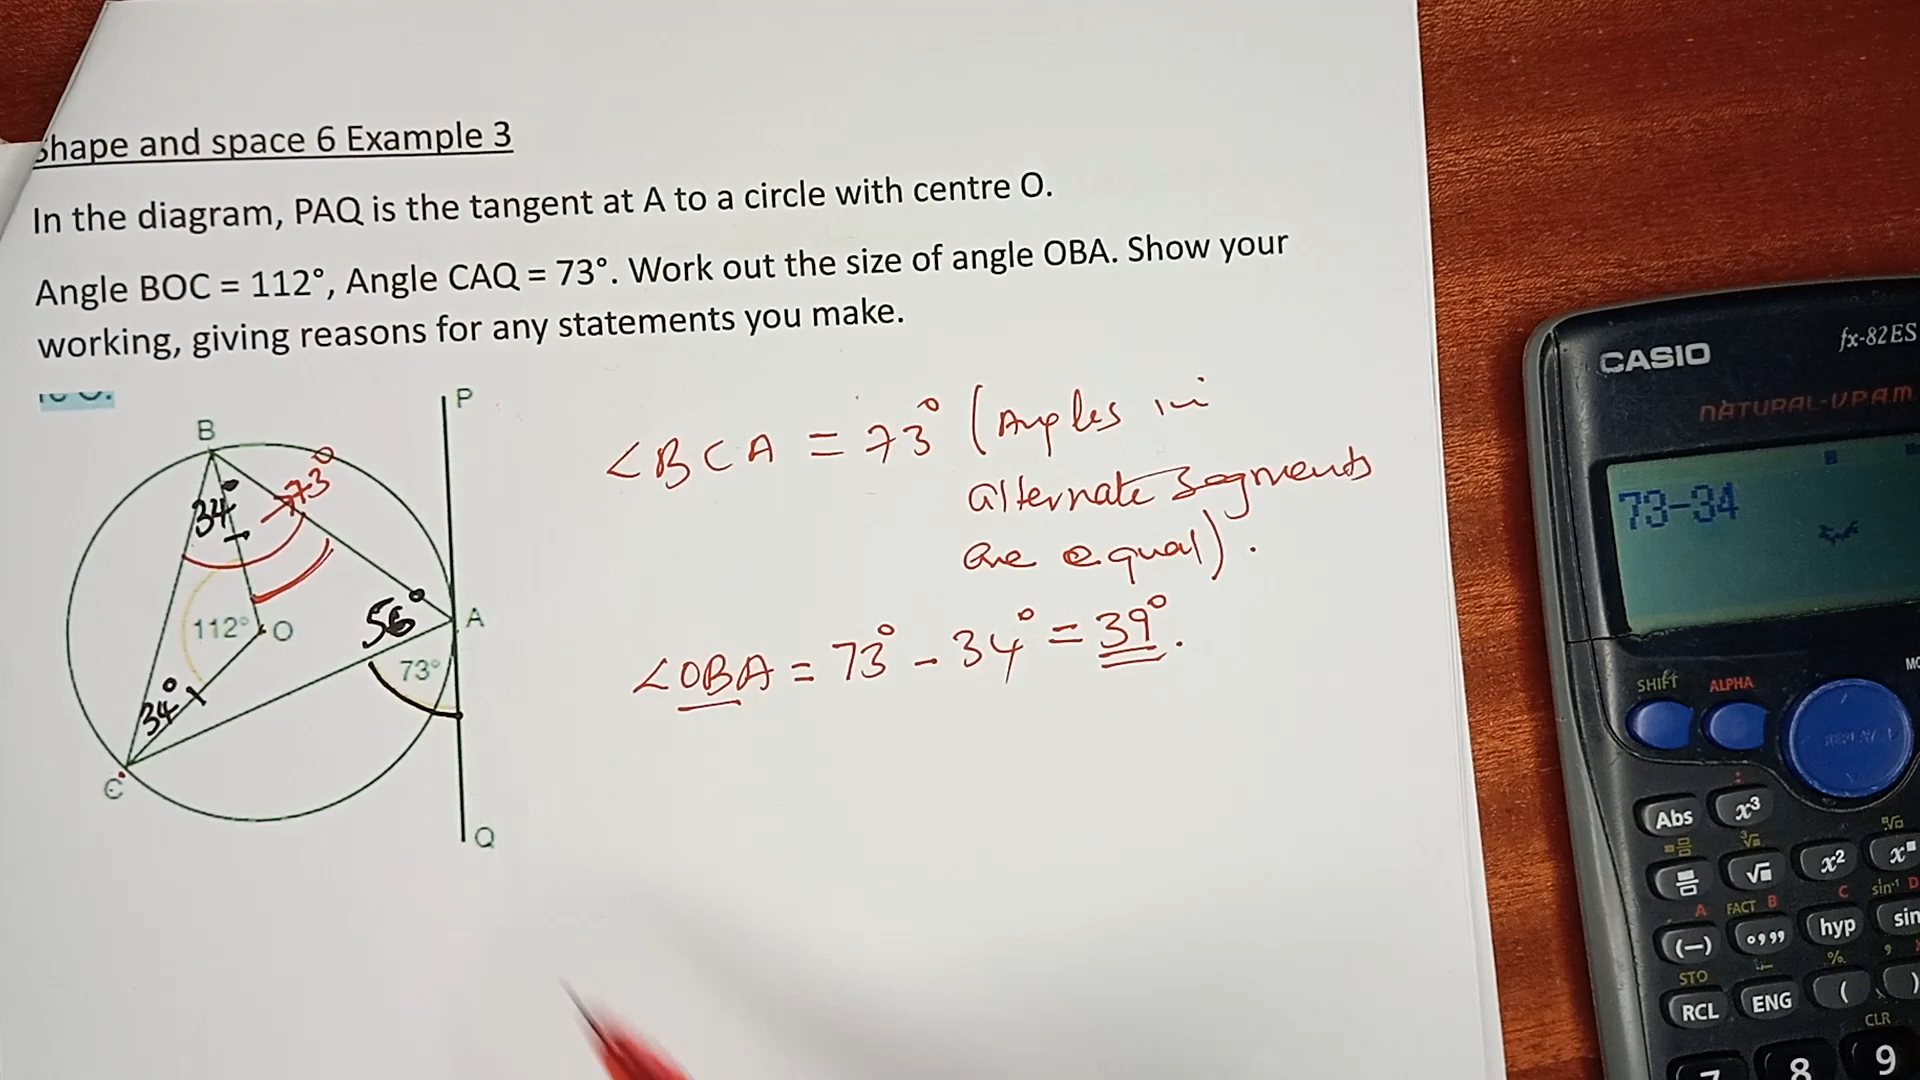 Shape and space 6 Example 3
In the diagram, PAQ is the tangent at A to a circle with centre O.
Angle BOC = 112°, Angle CAQ = 73°. Work out the size of angle OBA. Show your
working, giving reasons for any statements you make.
P
B
73°
34°
112°
O
56°
A
73°
34°
C
Q
∠BCA = 73° (Angles in
alternate segments
are equal).
∠OBA = 73° - 34° = 39°.
CASIO
fx-82ES
NATURAL-V.P.A.M.
73-34
SHIFT
ALPHA
REPLAY
Abs
x³
x²
√
(−)
°,,,
hyp
sin
A
FACT B
C
sin⁻¹ D
STO
RCL
ENG
(
)
%
CLR
7
8
9